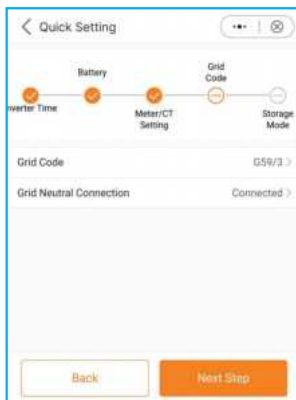 Quick Setting
Battery
Grid
Code
nverter Time
Meter/CT
Setting
Storage
Mode
Grid Code G59/3 >
Grid Neutral Connection Connected >
Back Next Step